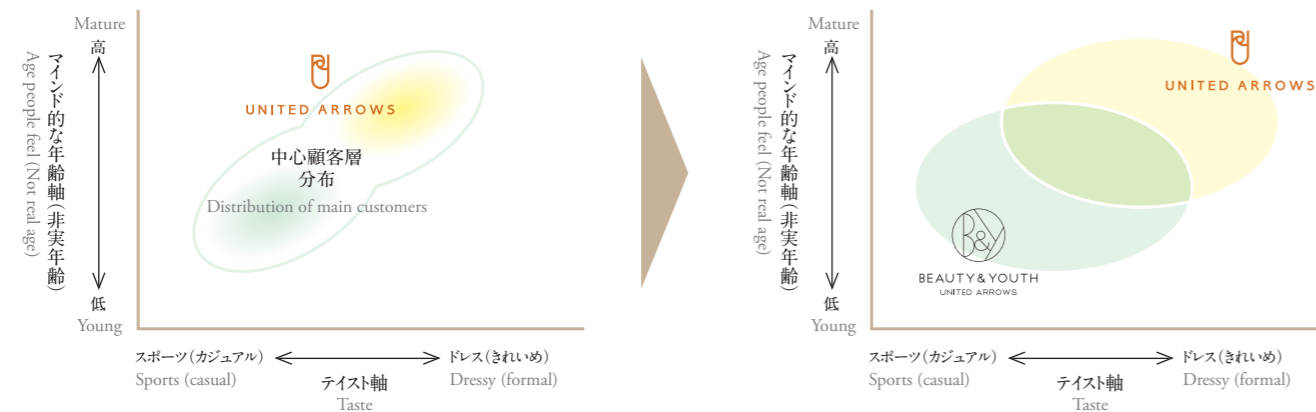 Mature
高
マインド的な年齢軸(非実年齢)
Age people feel (Not real age)
低
Young
UNITED ARROWS
中心顧客層
分布
Distribution of main customers
スポーツ(カジュアル)
Sports (casual)
テイスト軸
Taste
ドレス(きれいめ)
Dressy (formal)
Mature
高
マインド的な年齢軸(非実年齢)
Age people feel (Not real age)
低
Young
UNITED ARROWS
B&Y
BEAUTY&YOUTH
UNITED ARROWS
スポーツ(カジュアル)
Sports (casual)
テイスト軸
Taste
ドレス(きれいめ)
Dressy (formal)